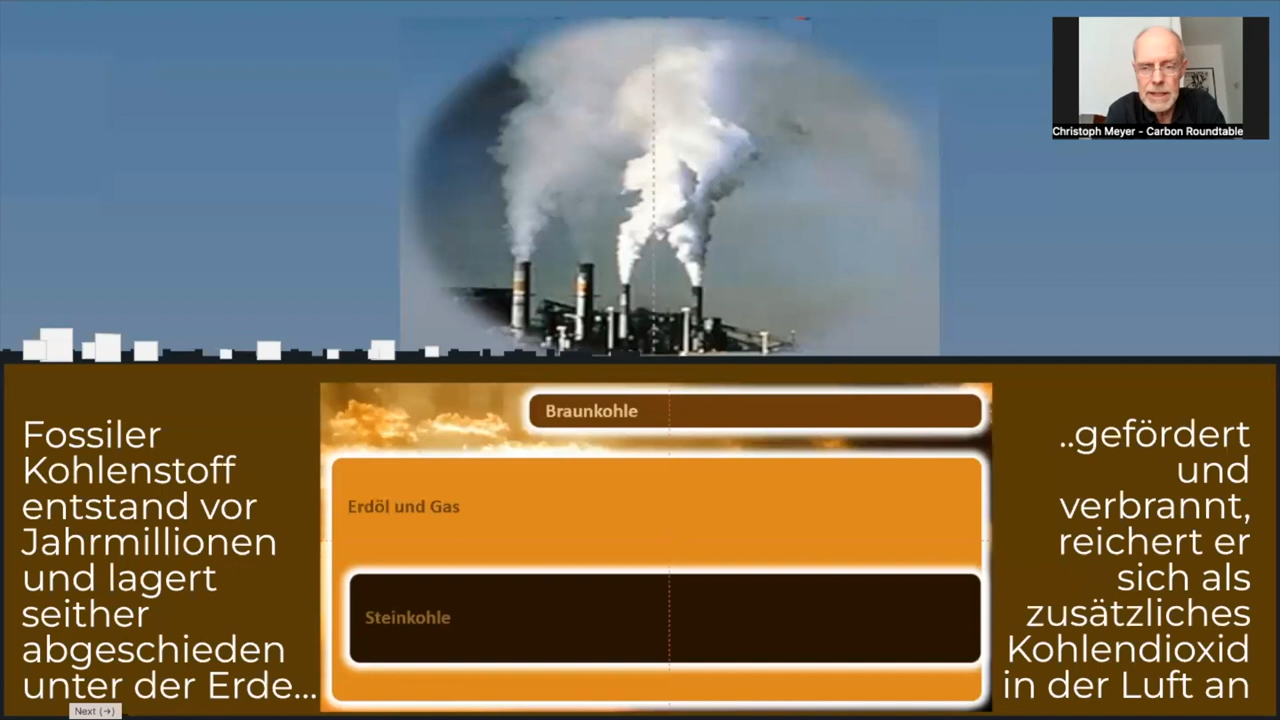 Christoph Meyer - Carbon Roundtable
Fossiler
Kohlenstoff
entstand vor
Jahrmillionen
und lagert
seither
abgeschieden
unter der Erde...
Braunkohle
Erdöl und Gas
Steinkohle
..gefördert
und
verbrannt,
reichert er
sich als
zusätzliches
Kohlendioxid
in der Luft an
Next (→)